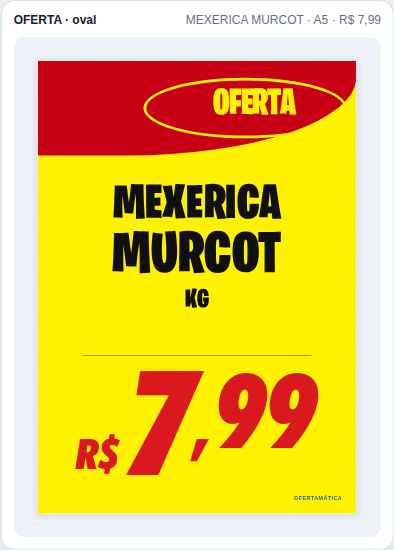 OFERTA · oval
MEXERICA MURCOT · A5 · R$ 7,99
OFERTA
MEXERICA
MURCOT
KG
R$ 7,99
OFERTAMÁTICA